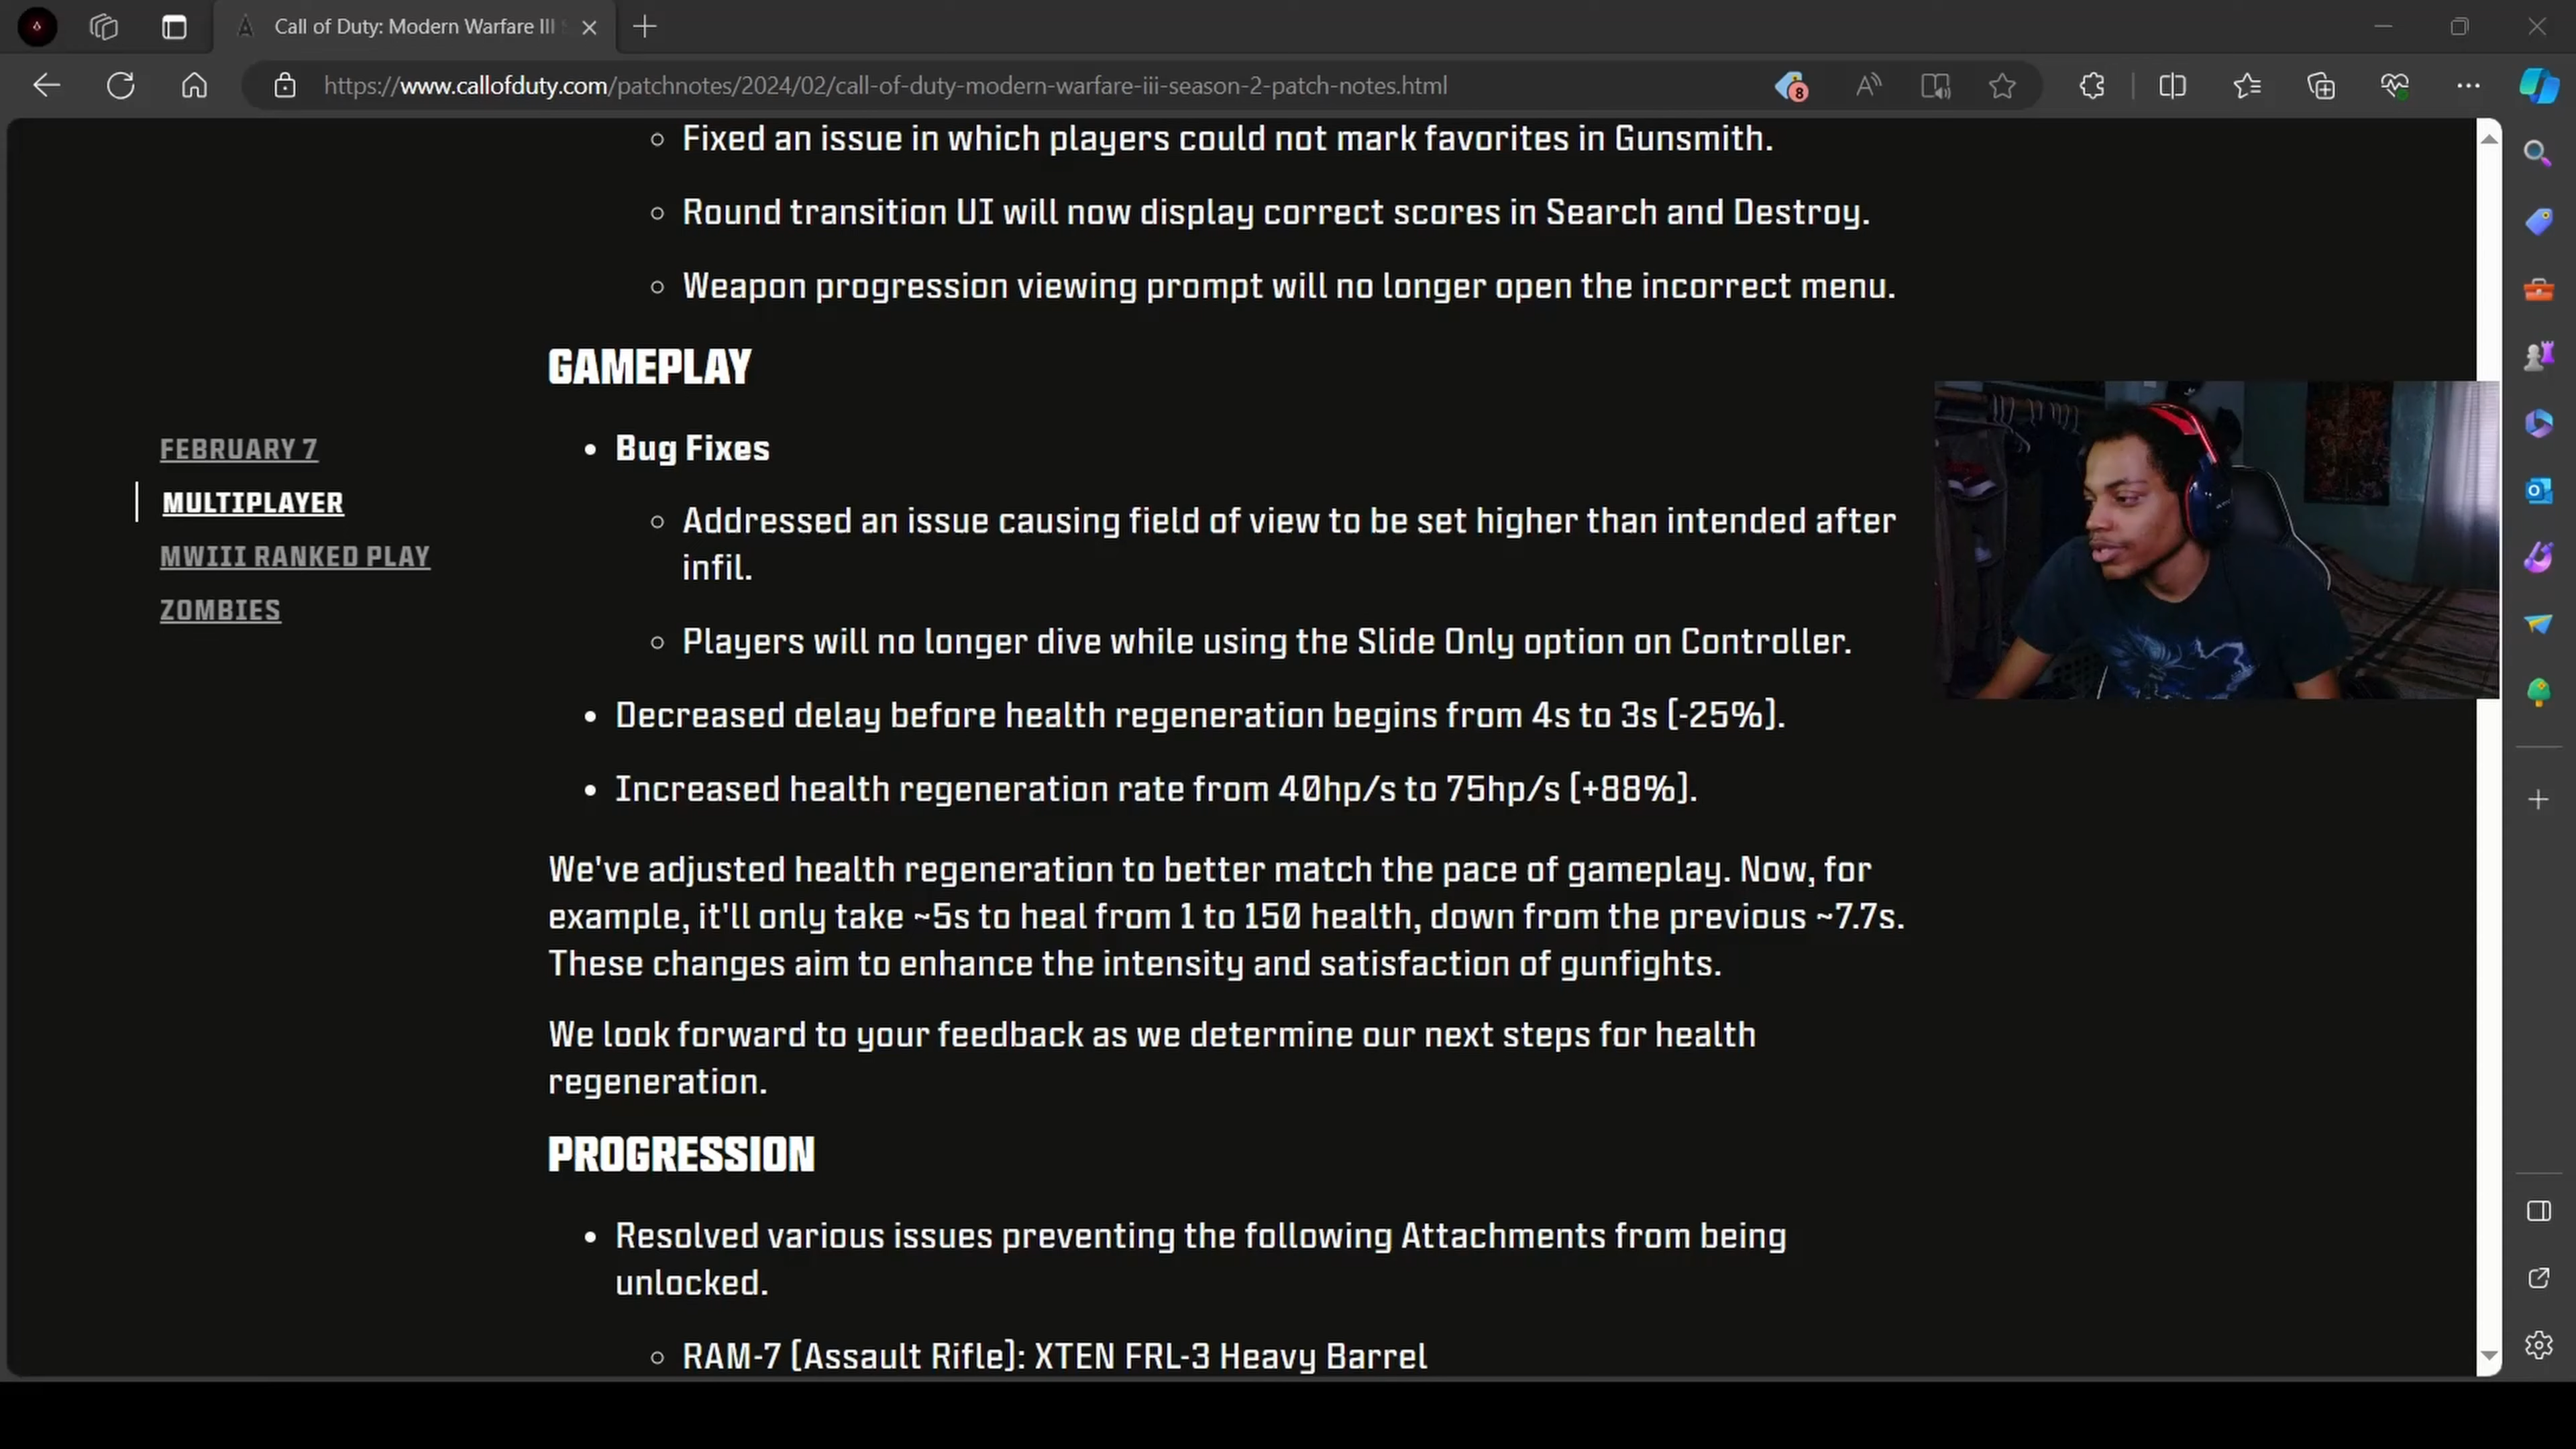 Call of Duty: Modern Warfare III
https://www.callofduty.com/patchnotes/2024/02/call-of-duty-modern-warfare-iii-season-2-patch-notes.html
8
Fixed an issue in which players could not mark favorites in Gunsmith.
Round transition UI will now display correct scores in Search and Destroy.
Weapon progression viewing prompt will no longer open the incorrect menu.
GAMEPLAY
FEBRUARY 7
MULTIPLAYER
MWIII RANKED PLAY
ZOMBIES
Bug Fixes
Addressed an issue causing field of view to be set higher than intended after
infil.
Players will no longer dive while using the Slide Only option on Controller.
Decreased delay before health regeneration begins from 4s to 3s [-25%].
Increased health regeneration rate from 40hp/s to 75hp/s [+88%].
We've adjusted health regeneration to better match the pace of gameplay. Now, for
example, it'll only take ~5s to heal from 1 to 150 health, down from the previous ~7.7s.
These changes aim to enhance the intensity and satisfaction of gunfights.
We look forward to your feedback as we determine our next steps for health
regeneration.
PROGRESSION
Resolved various issues preventing the following Attachments from being
unlocked.
RAM-7 [Assault Rifle]: XTEN FRL-3 Heavy Barrel